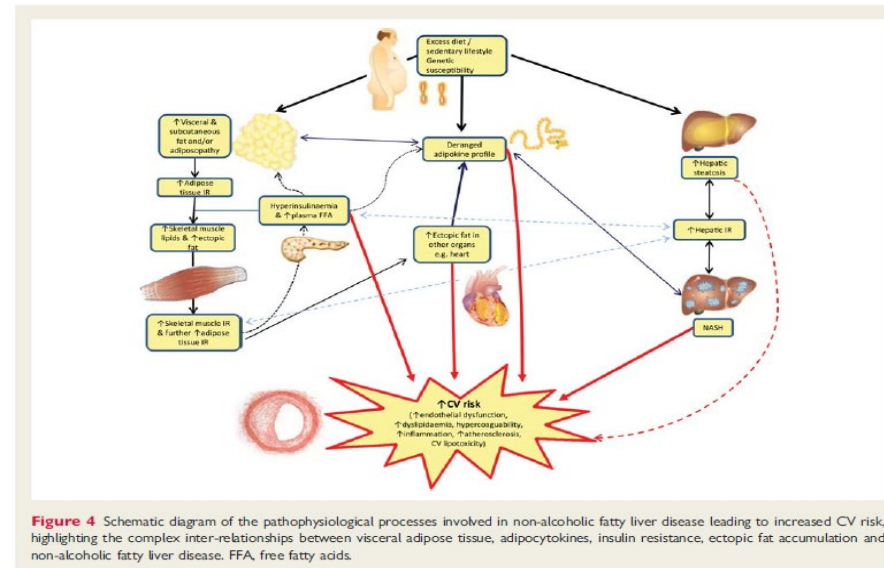 Excess diet /
sedentary lifestyle
Genetic
susceptibility
↑Visceral &
subcutaneous
fat and/or
adiposopathy
Deranged
adipokine profile
↑Hepatic
steatosis
↑Adipose
tissue IR
Hyperinsulinaemia
& ↑plasma FFA
↑Skeletal muscle
lipids & ↑ectopic
fat
↑Ectopic fat in
other organs
e.g. heart
↑Hepatic IR
↑Skeletal muscle IR
& further ↑adipose
tissue IR
NASH
↑CV risk
(↑endothelial dysfunction,
↑dyslipidaemia, hypercoaguability,
↑inflammation, ↑atherosclerosis,
CV lipotoxicity)
Figure 4 Schematic diagram of the pathophysiological processes involved in non-alcoholic fatty liver disease leading to increased CV risk,
highlighting the complex inter-relationships between visceral adipose tissue, adipocytokines, insulin resistance, ectopic fat accumulation and
non-alcoholic fatty liver disease. FFA, free fatty acids.